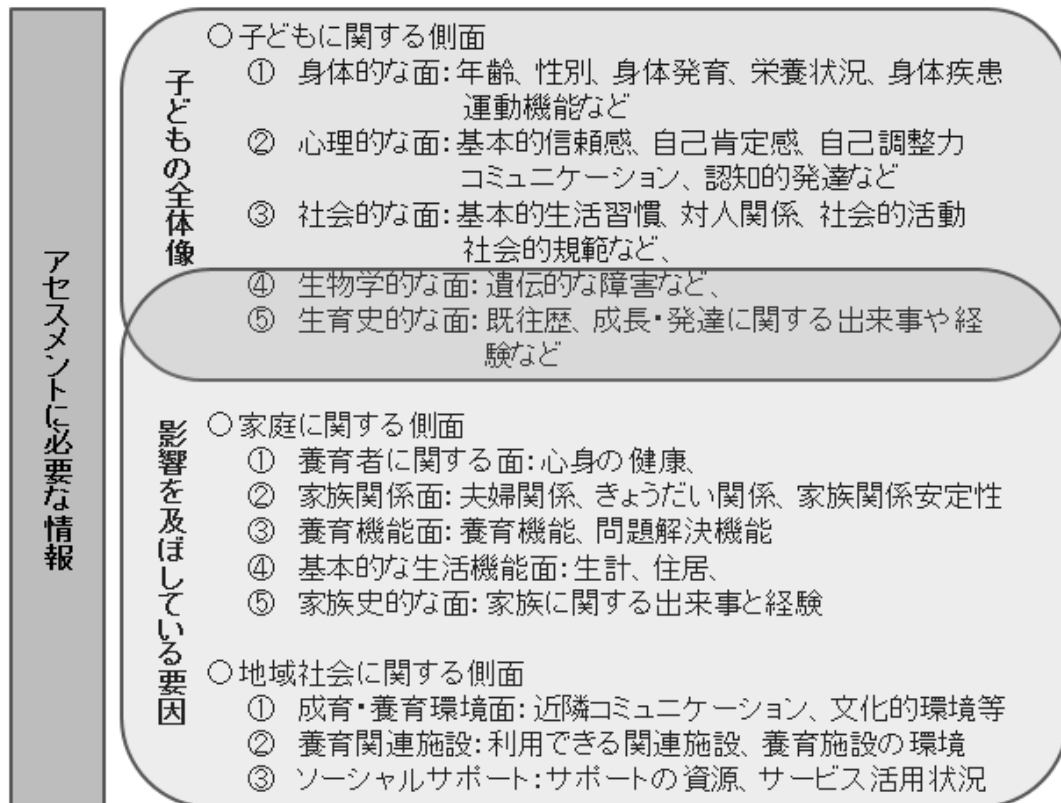 アセスメントに必要な情報
子どもの全体像
○子どもに関する側面
① 身体的な面：年齢、性別、身体発育、栄養状況、身体疾患
運動機能など
② 心理的な面：基本的信頼感、自己肯定感、自己調整力
コミュニケーション、認知的発達など
③ 社会的な面：基本的生活習慣、対人関係、社会的活動
社会的規範など、
④ 生物学的な面：遺伝的な障害など、
⑤ 生育史的な面：既往歴、成長・発達に関する出来事や経
験など
影響を及ぼしている要因
○家庭に関する側面
① 養育者に関する面：心身の健康、
② 家族関係面：夫婦関係、きょうだい関係、家族関係安定性
③ 養育機能面：養育機能、問題解決機能
④ 基本的な生活機能面：生計、住居、
⑤ 家族史的な面：家族に関する出来事と経験
○地域社会に関する側面
① 成育・養育環境面：近隣コミュニケーション、文化的環境等
② 養育関連施設：利用できる関連施設、養育施設の環境
③ ソーシャルサポート：サポートの資源、サービス活用状況